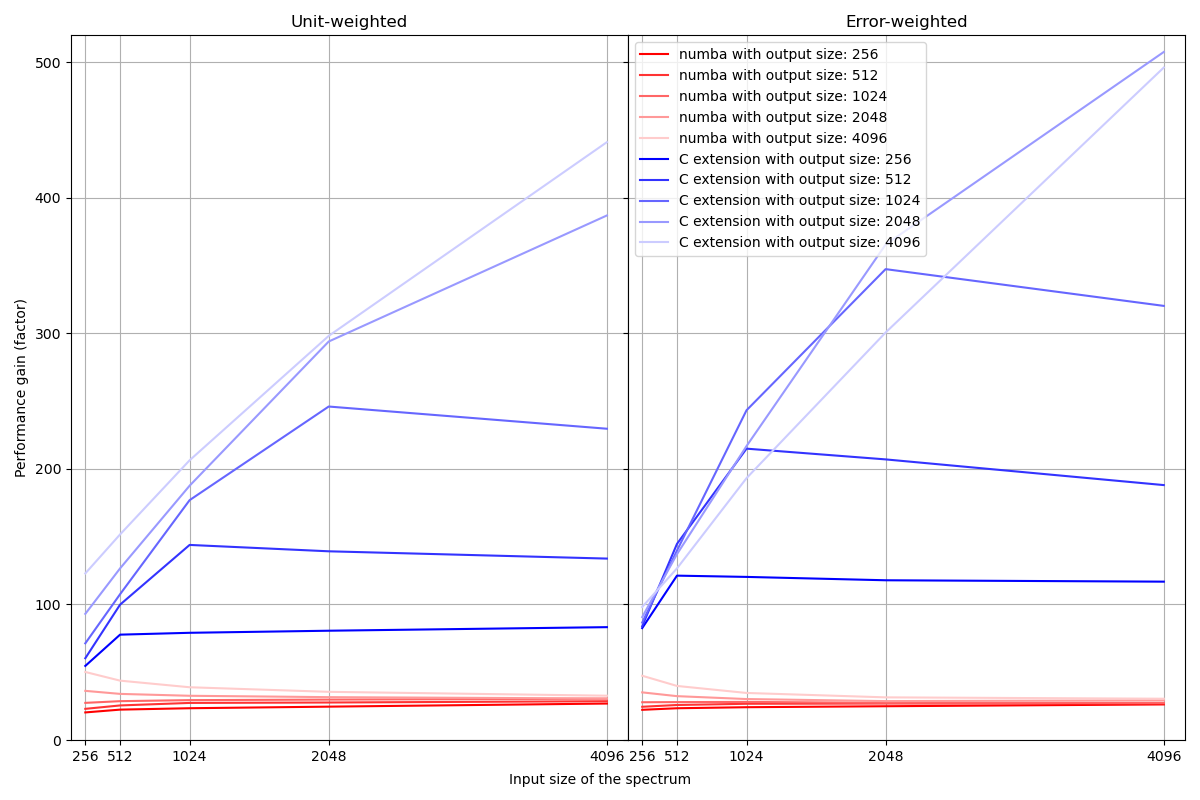 Unit-weighted
Error-weighted
Performance gain (factor)
500
400
300
200
100
0
numba with output size: 256
numba with output size: 512
numba with output size: 1024
numba with output size: 2048
numba with output size: 4096
C extension with output size: 256
C extension with output size: 512
C extension with output size: 1024
C extension with output size: 2048
C extension with output size: 4096
256 512 1024 2048 4096
256 512 1024 2048 4096
Input size of the spectrum